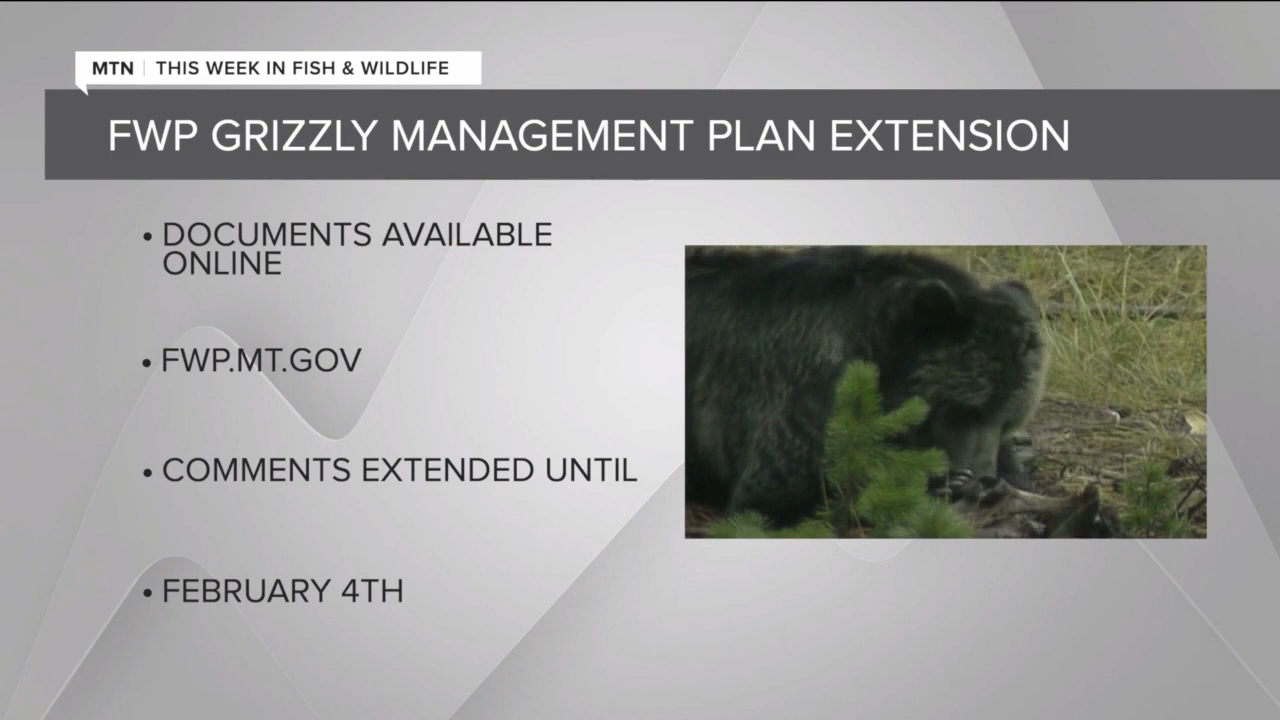 MTN | THIS WEEK IN FISH & WILDLIFE
FWP GRIZZLY MANAGEMENT PLAN EXTENSION
• DOCUMENTS AVAILABLE
ONLINE
• FWP.MT.GOV
• COMMENTS EXTENDED UNTIL
• FEBRUARY 4TH